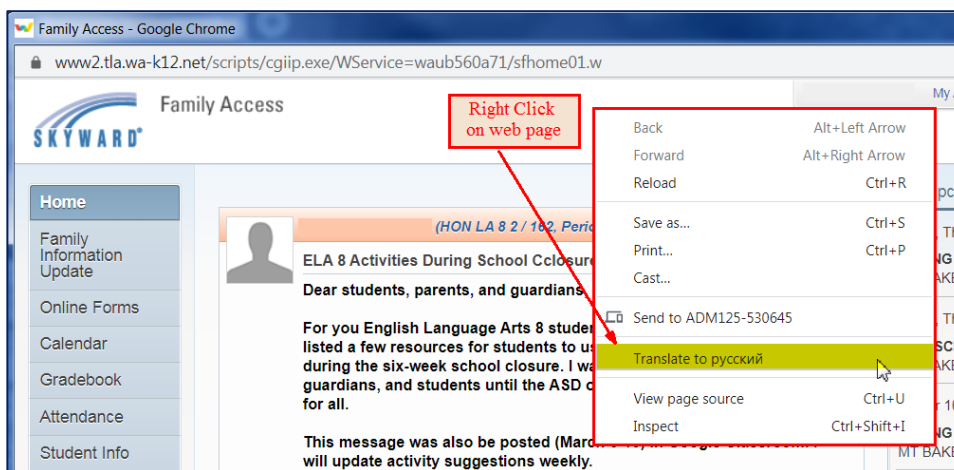 Family Access - Google Chrome
www2.tla.wa-k12.net/scripts/cgiip.exe/WService=waub560a71/sfhome01.w
SKYWARD®
Family Access
My
Right Click
on web page
Home
Family
Information
Update
Online Forms
Calendar
Gradebook
Attendance
Student Info
(HON LA 8 2 / 162,
ELA 8 Activities During School Cclosure
Dear students, parents, and guardians,
For you English Language Arts 8
listed a few resources for students to
during the six-week school closure. I
guardians, and students until the ASD
for all.
This message was also be posted
will update activity suggestions weekly.
Back Alt+Left Arrow
Forward Alt+Right Arrow
Reload Ctrl+R
Save as... Ctrl+S
Print... Ctrl+P
Cast...
Send to ADM125-530645
Translate to русский
View page source Ctrl+U
Inspect Ctrl+Shift+I
MT BAKE